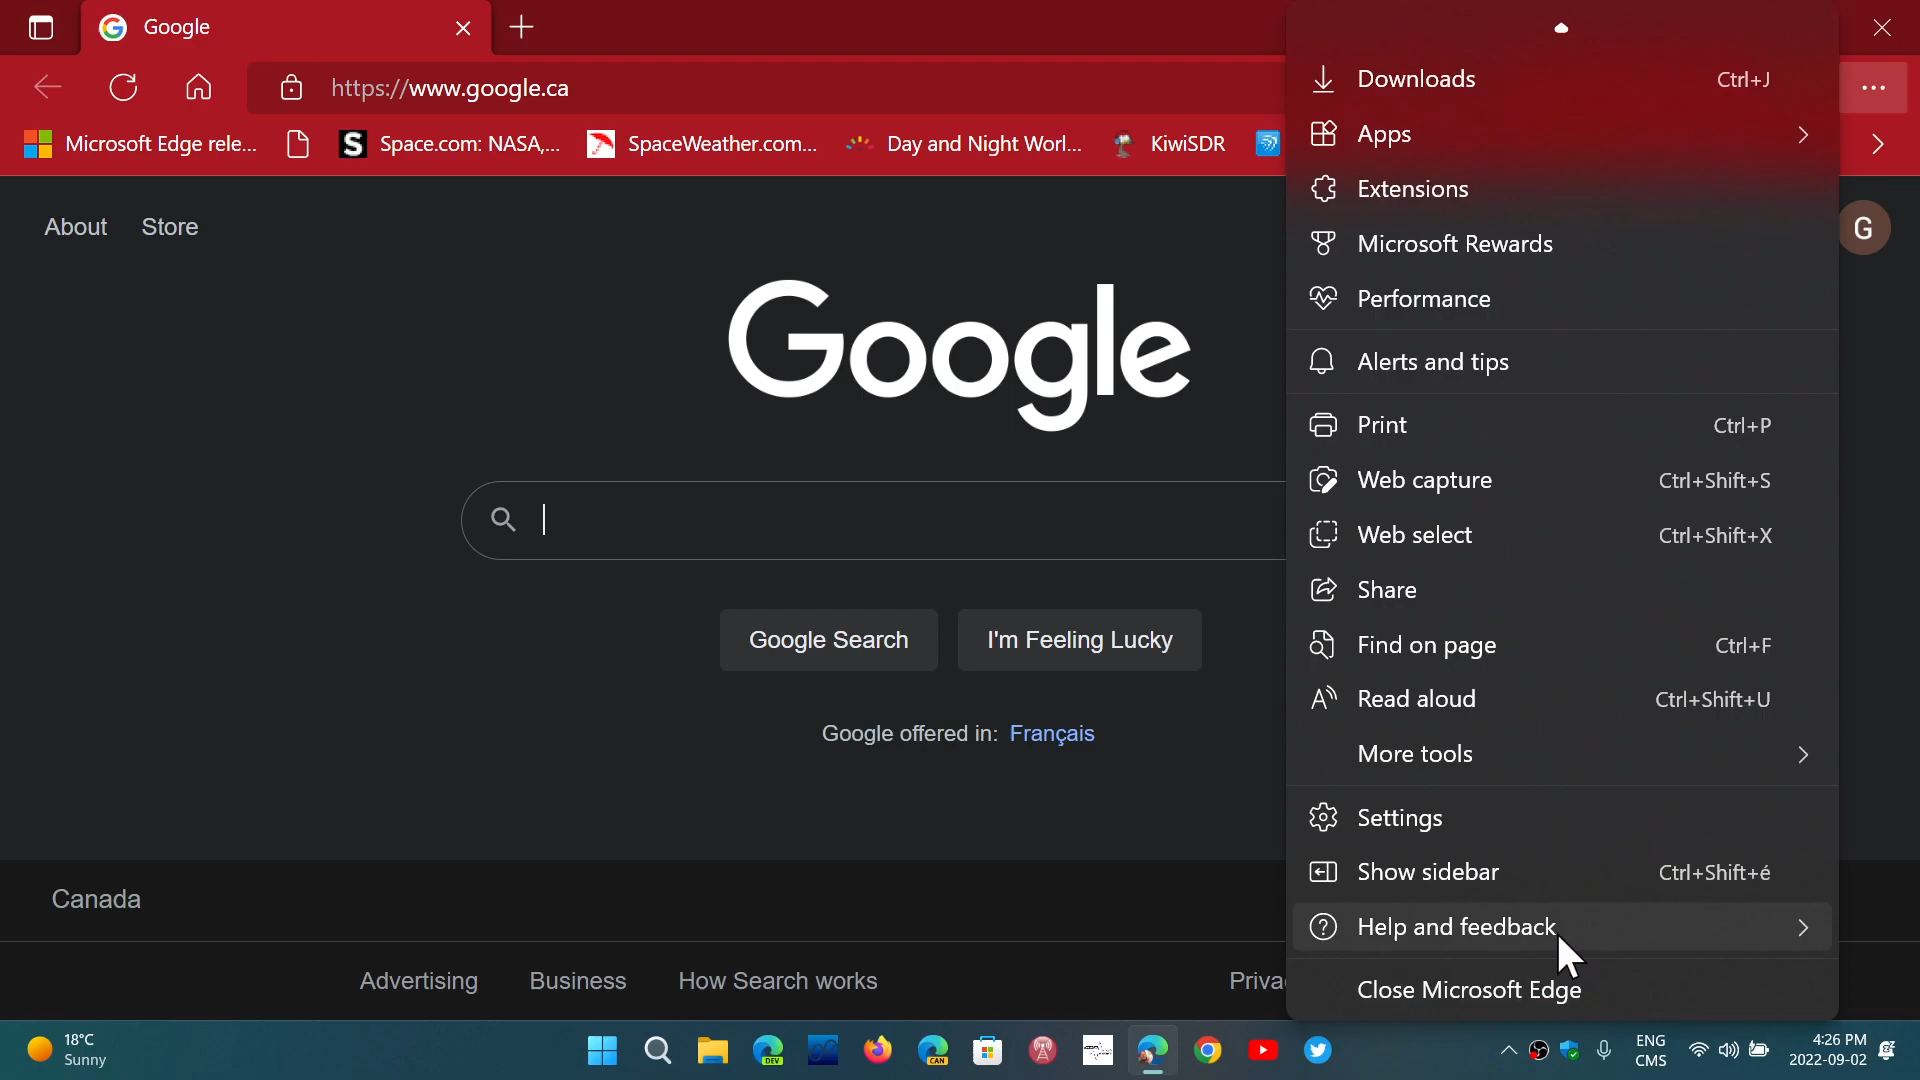 Google
https://www.google.ca
Microsoft Edge rele...
S Space.com: NASA,...
SpaceWeather.com...
Day and Night Worl...
KiwiSDR
About
Store
G
Google
Google Search
I'm Feeling Lucky
Google offered in: Français
Canada
Advertising
Business
How Search works
Downloads Ctrl+J
Apps
Extensions
Microsoft Rewards
Performance
Alerts and tips
Print Ctrl+P
Web capture Ctrl+Shift+S
Web select Ctrl+Shift+X
Share
Find on page Ctrl+F
Read aloud Ctrl+Shift+U
More tools
Settings
Show sidebar Ctrl+Shift+é
Help and feedback
Close Microsoft Edge
18°C
Sunny
DEV
CAN
ENG
CMS
4:26 PM
2022-09-02